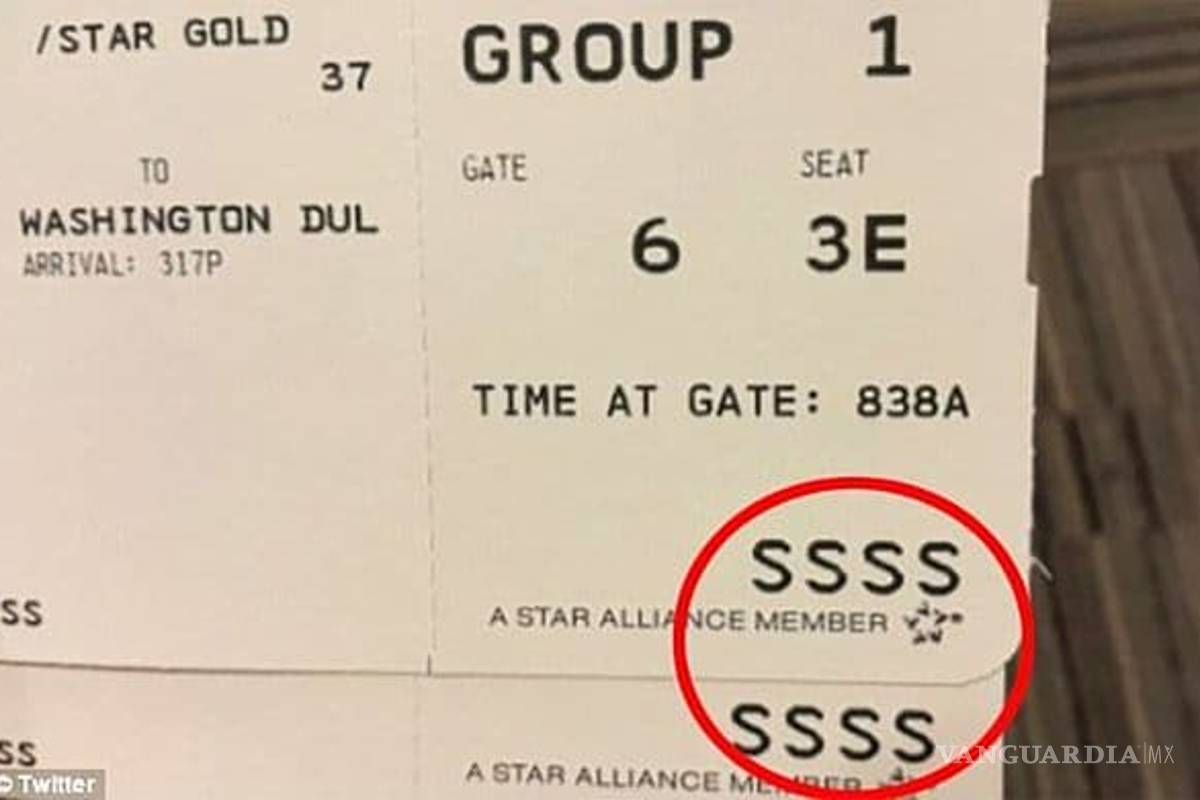 /STAR GOLD
37
TO
WASHINGTON DUL
ARRIVAL: 317P
SS
GROUP 1
GATE SEAT
6 3E
TIME AT GATE: 838A
SSSS
A STAR ALLIANCE MEMBER
SS
SSSS
A STAR ALLIANCE MEMBER
© Twitter
VANGUARDIA|MX